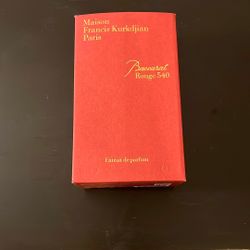 Maison
Francis Kurkdjian
Paris
Baccarat
Rouge 540
Extrait de parfum